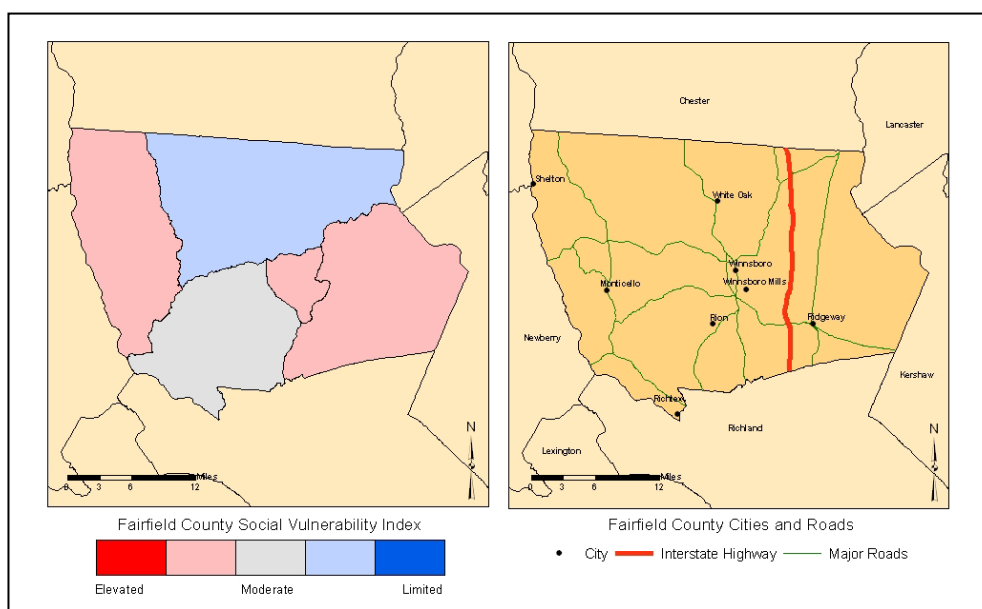 N
Miles
0 3 6 12
Fairfield County Social Vulnerability Index
Elevated Moderate Limited
Chester
Lancaster
Shelton
White Oak
Winnsboro
Monticello
Winnsboro Mills
Rion
Ridgeway
Newberry
Kershaw
Richtex
Richland
N
Lexington
Miles
0 3 6 12
Fairfield County Cities and Roads
City Interstate Highway Major Roads